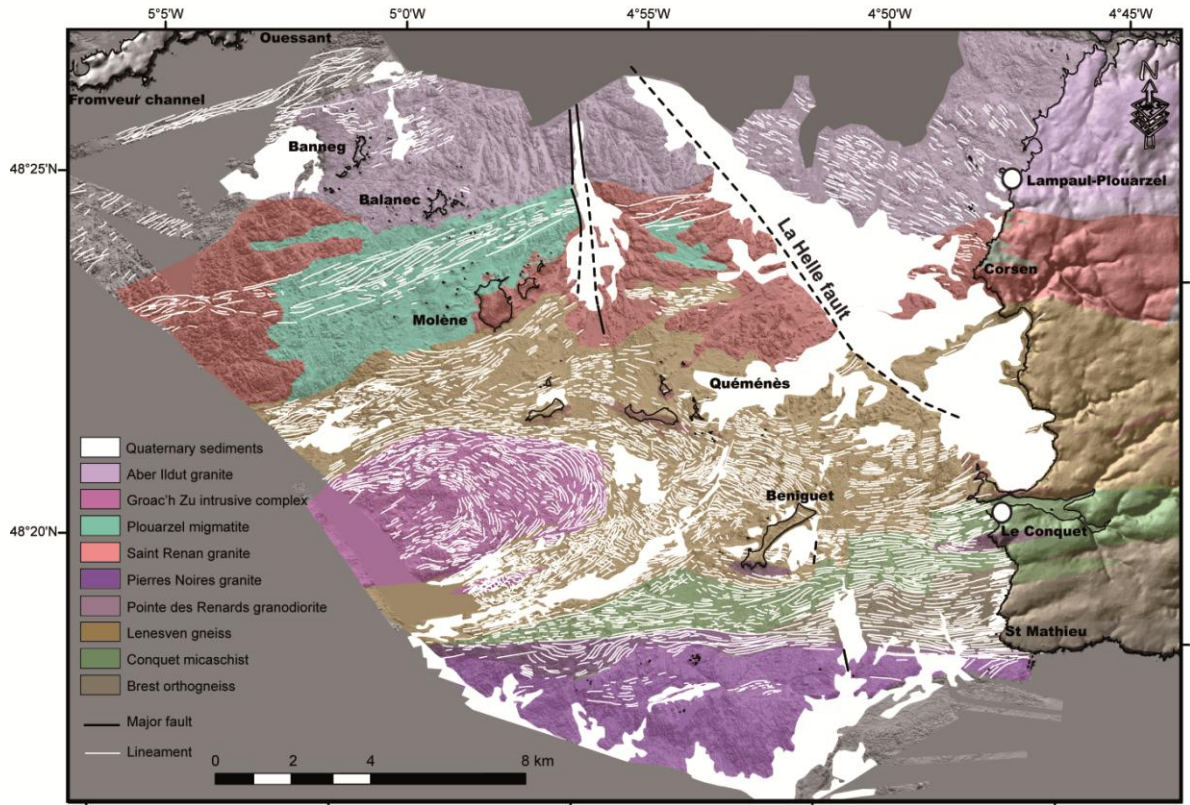 5°5'W 5°0'W 4°55'W 4°50'W 4°45'W
Ouessant
Fromveur channel
N
48°25'N
Banneg
Balanec
Lampaul-Plouarzel
La Helle fault
Corsen
Molène
Quéménès
Quaternary sediments
Aber Ildut granite
Groac'h Zu intrusive complex
Plouarzel migmatite
Saint Renan granite
Pierres Noires granite
Pointe des Renards granodiorite
Lenesven gneiss
Conquet micaschist
Brest orthogneiss
Major fault
Lineament
48°20'N
Beniguet
Le Conquet
St Mathieu
0 2 4 8 km